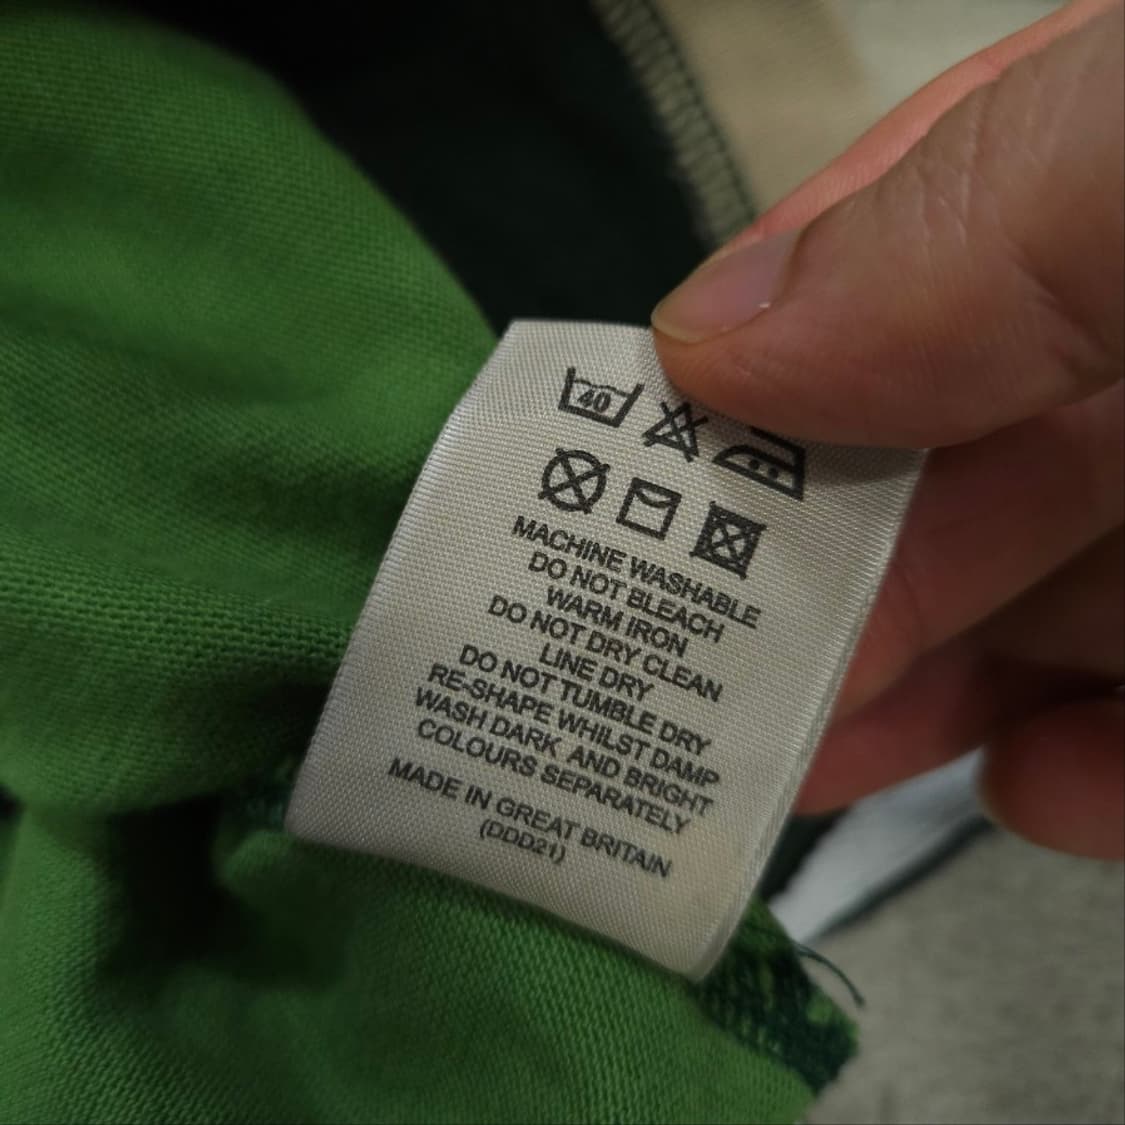 40
MACHINE WASHABLE
DO NOT BLEACH
WARM IRON
DO NOT DRY CLEAN
LINE DRY
DO NOT TUMBLE DRY
RE-SHAPE WHILST DAMP
WASH DARK AND BRIGHT
COLOURS SEPARATELY
MADE IN GREAT BRITAIN
(DDD21)